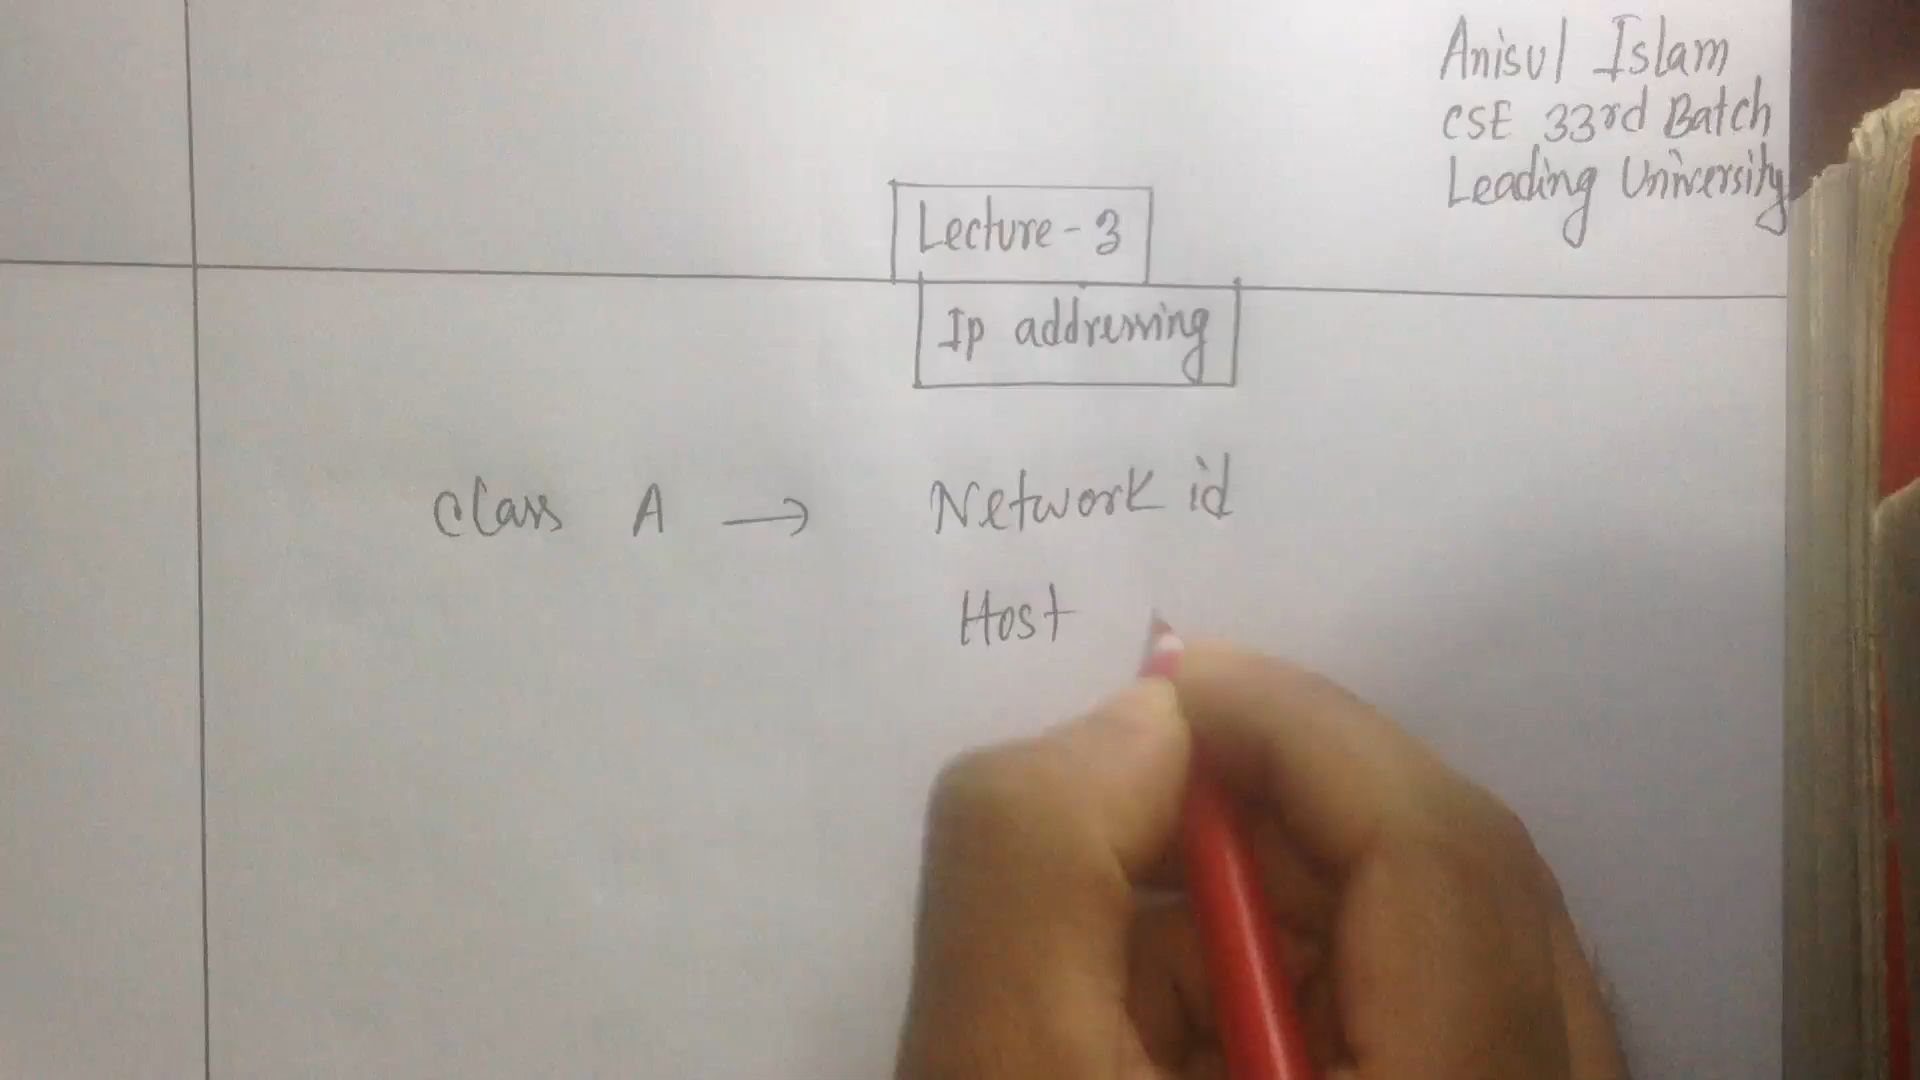 Anisul Islam
CSE 33rd Batch
Leading University
Lecture - 3
Ip addressing
Class A →  Network id
Host